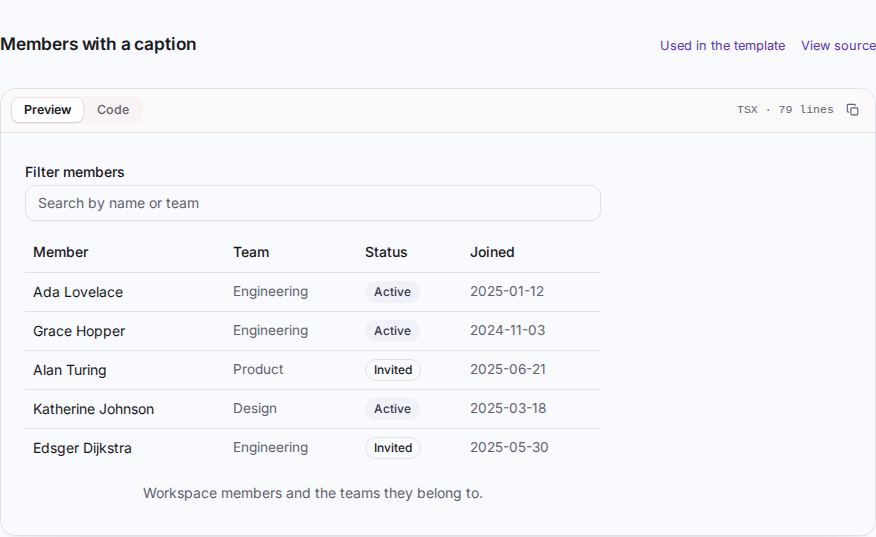 Members with a caption
Used in the template View source
Preview Code TSX · 79 lines
Filter members
Search by name or team
Member Team Status Joined
Ada Lovelace Engineering Active 2025-01-12
Grace Hopper Engineering Active 2024-11-03
Alan Turing Product Invited 2025-06-21
Katherine Johnson Design Active 2025-03-18
Edsger Dijkstra Engineering Invited 2025-05-30
Workspace members and the teams they belong to.